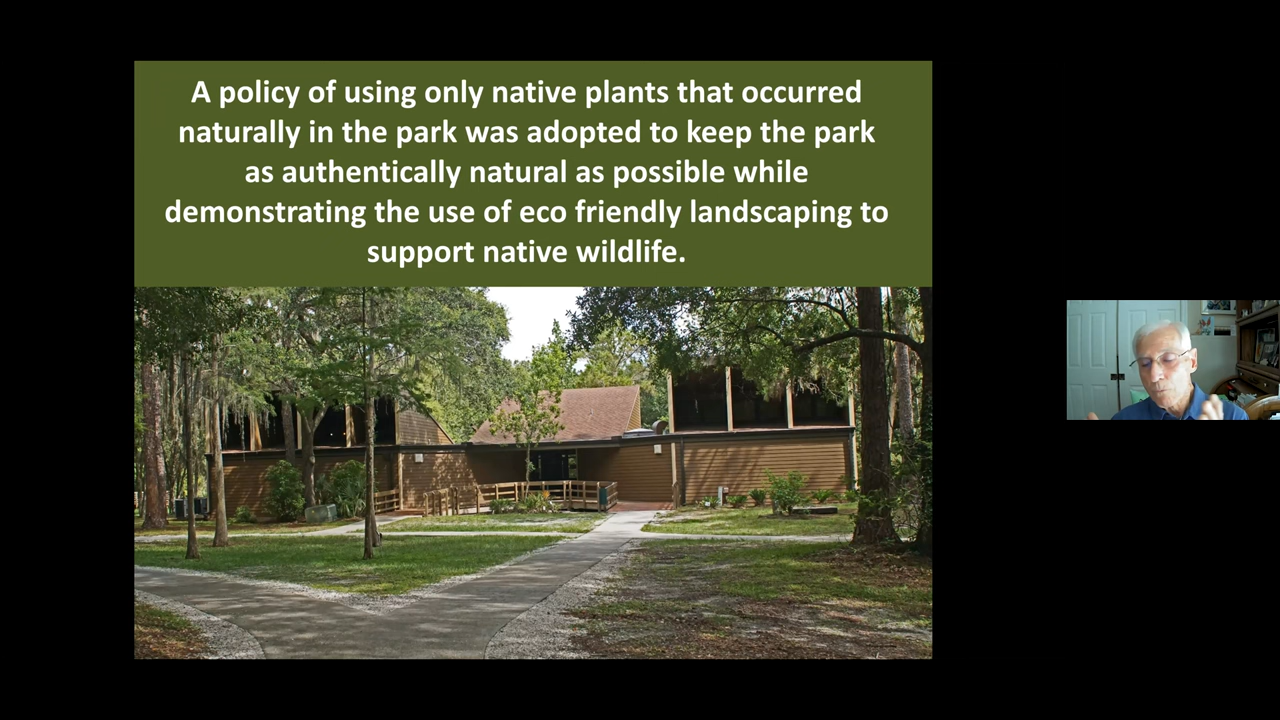 A policy of using only native plants that occurred
naturally in the park was adopted to keep the park
as authentically natural as possible while
demonstrating the use of eco friendly landscaping to
support native wildlife.